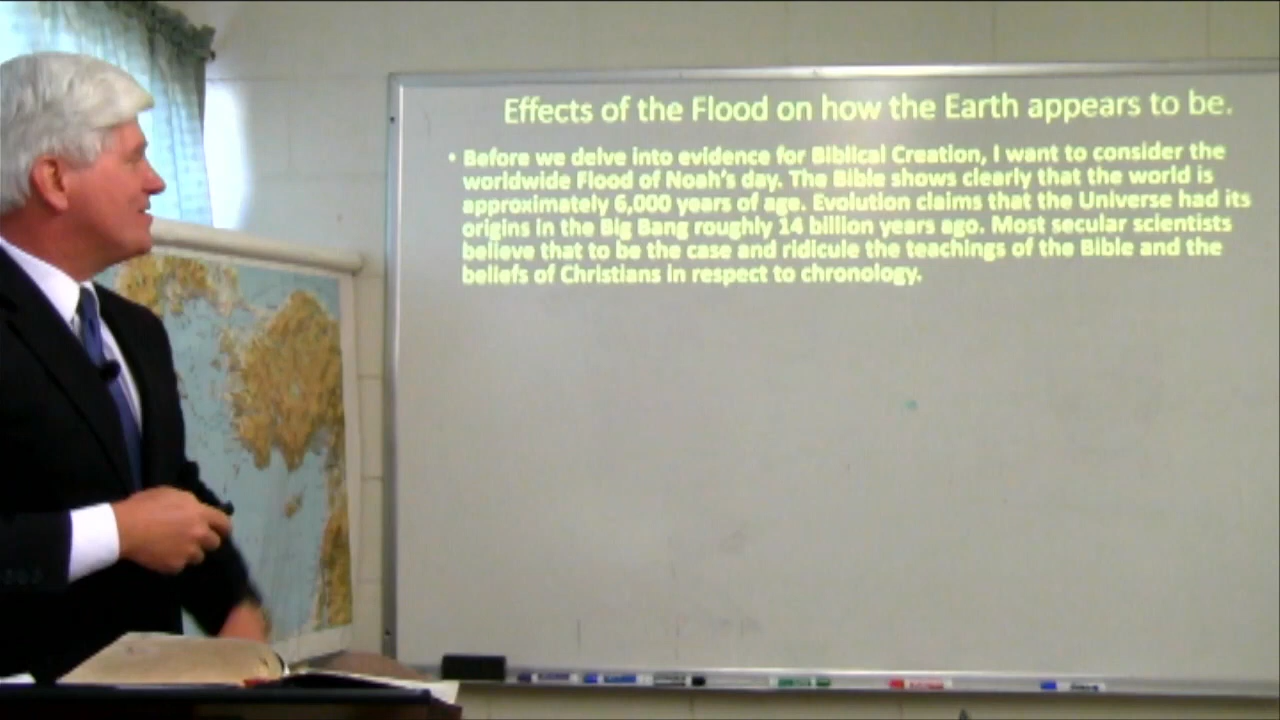 Effects of the Flood on how the Earth appears to be.
• Before we delve into evidence for Biblical Creation, I want to consider the
worldwide Flood of Noah's day. The Bible shows clearly that the world is
approximately 6,000 years of age. Evolution claims that the Universe had its
origins in the Big Bang roughly 14 billion years ago. Most secular scientists
believe that to be the case and ridicule the teachings of the Bible and the
beliefs of Christians in respect to chronology.